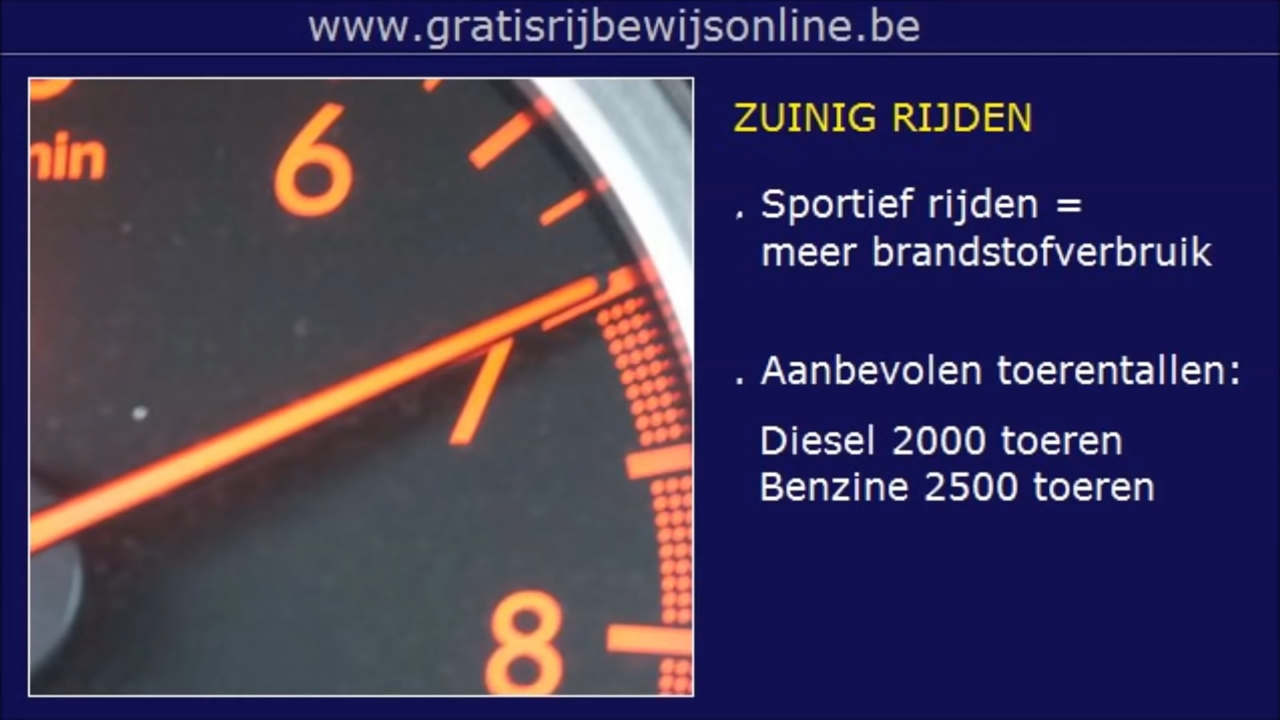 www.gratisrijbewijsonline.be
min
6
7
8
ZUINIG RIJDEN
. Sportief rijden =
meer brandstofverbruik
. Aanbevolen toerentallen:
Diesel 2000 toeren
Benzine 2500 toeren